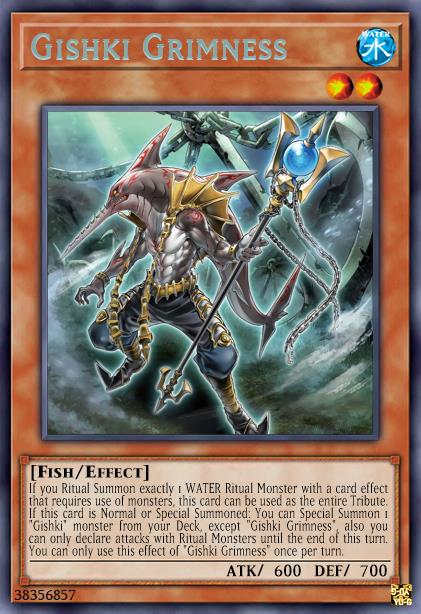 Gishki Grimness
WATER
水
[Fish/Effect]
If you Ritual Summon exactly 1 WATER Ritual Monster with a card effect
that requires use of monsters, this card can be used as the entire Tribute.
If this card is Normal or Special Summoned: You can Special Summon 1
"Gishki" monster from your Deck, except "Gishki Grimness", also you
can only declare attacks with Ritual Monsters until the end of this turn.
You can only use this effect of "Gishki Grimness" once per turn.
ATK/ 600 DEF/ 700
38356857